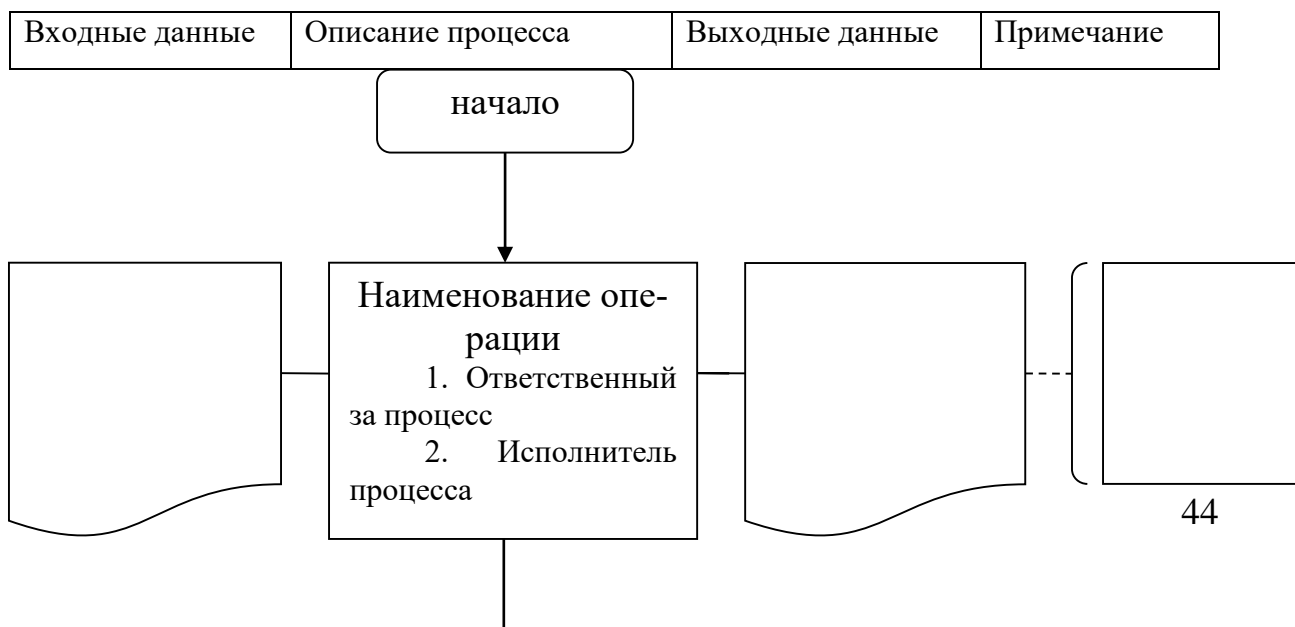 Входные данные Описание процесса Выходные данные Примечание
начало
Наименование опе-
рации
1. Ответственный
за процесс
2. Исполнитель
процесса
44